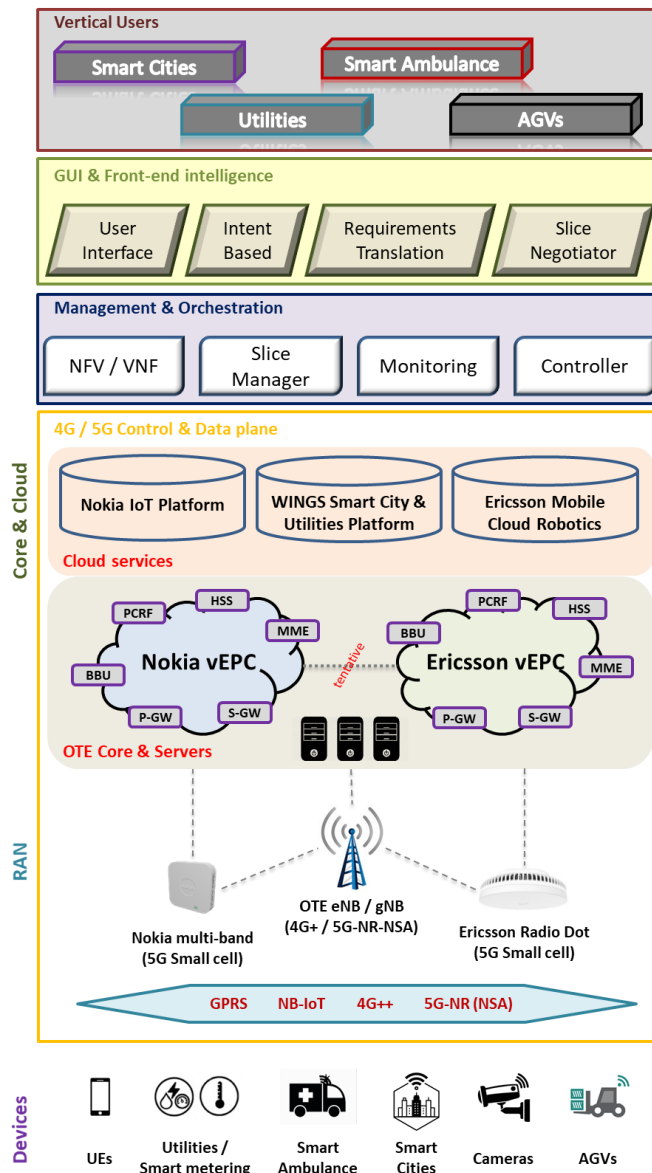 Vertical Users
Smart Cities
Smart Ambulance
Utilities
AGVs
GUI & Front-end intelligence
User
Interface
Intent
Based
Requirements
Translation
Slice
Negotiator
Management & Orchestration
NFV / VNF
Slice
Manager
Monitoring
Controller
Core & Cloud
4G / 5G Control & Data plane
Nokia IoT Platform
WINGS Smart City &
Utilities Platform
Ericsson Mobile
Cloud Robotics
Cloud services
PCRF
HSS
MME
BBU
Nokia vEPC
P-GW
S-GW
tentative
PCRF
HSS
BBU
MME
Ericsson vEPC
P-GW
S-GW
OTE Core & Servers
RAN
Nokia multi-band
(5G Small cell)
OTE eNB / gNB
(4G+ / 5G-NR-NSA)
Ericsson Radio Dot
(5G Small cell)
GPRS NB-IoT 4G++ 5G-NR (NSA)
Devices
UEs
Utilities /
Smart metering
Smart
Ambulance
Smart
Cities
Cameras
AGVs